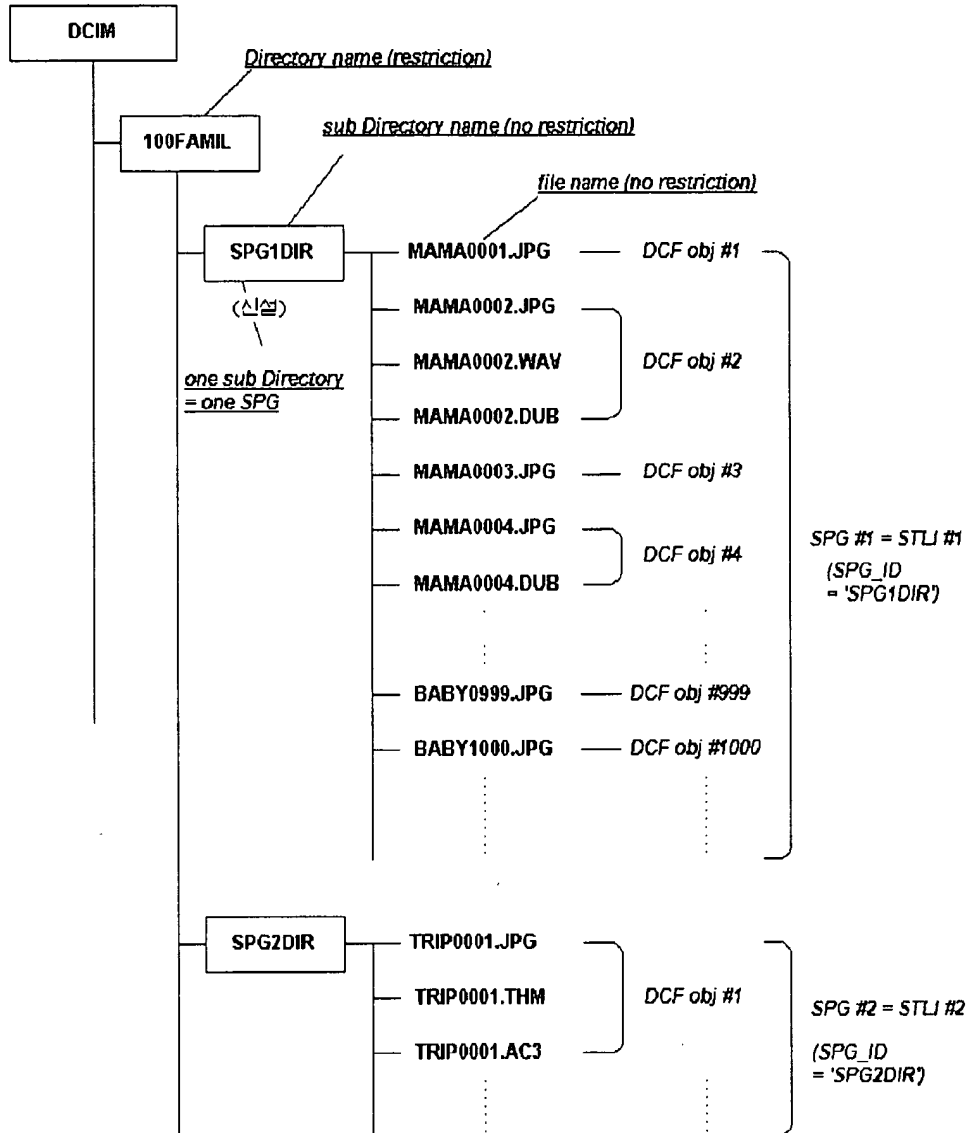 DCIM
Directory name (restriction)
100FAMIL
sub Directory name (no restriction)
file name (no restriction)
SPG1DIR
(신설)
one sub Directory
= one SPG
MAMA0001.JPG
DCF obj #1
MAMA0002.JPG
MAMA0002.WAV
DCF obj #2
MAMA0002.DUB
MAMA0003.JPG
DCF obj #3
MAMA0004.JPG
DCF obj #4
MAMA0004.DUB
SPG #1 = STLI #1
(SPG_ID
= 'SPG1DIR')
BABY0999.JPG
DCF obj #999
BABY1000.JPG
DCF obj #1000
SPG2DIR
TRIP0001.JPG
TRIP0001.THM
DCF obj #1
TRIP0001.AC3
SPG #2 = STLI #2
(SPG_ID
= 'SPG2DIR')